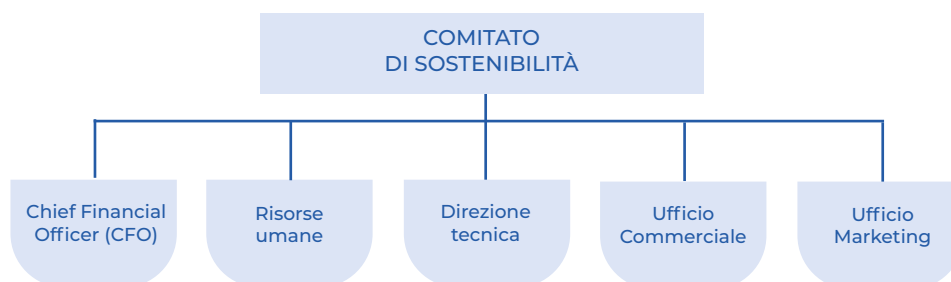 COMITATO
DI SOSTENIBILITÀ
Chief Financial
Officer (CFO)
Risorse
umane
Direzione
tecnica
Ufficio
Commerciale
Ufficio
Marketing